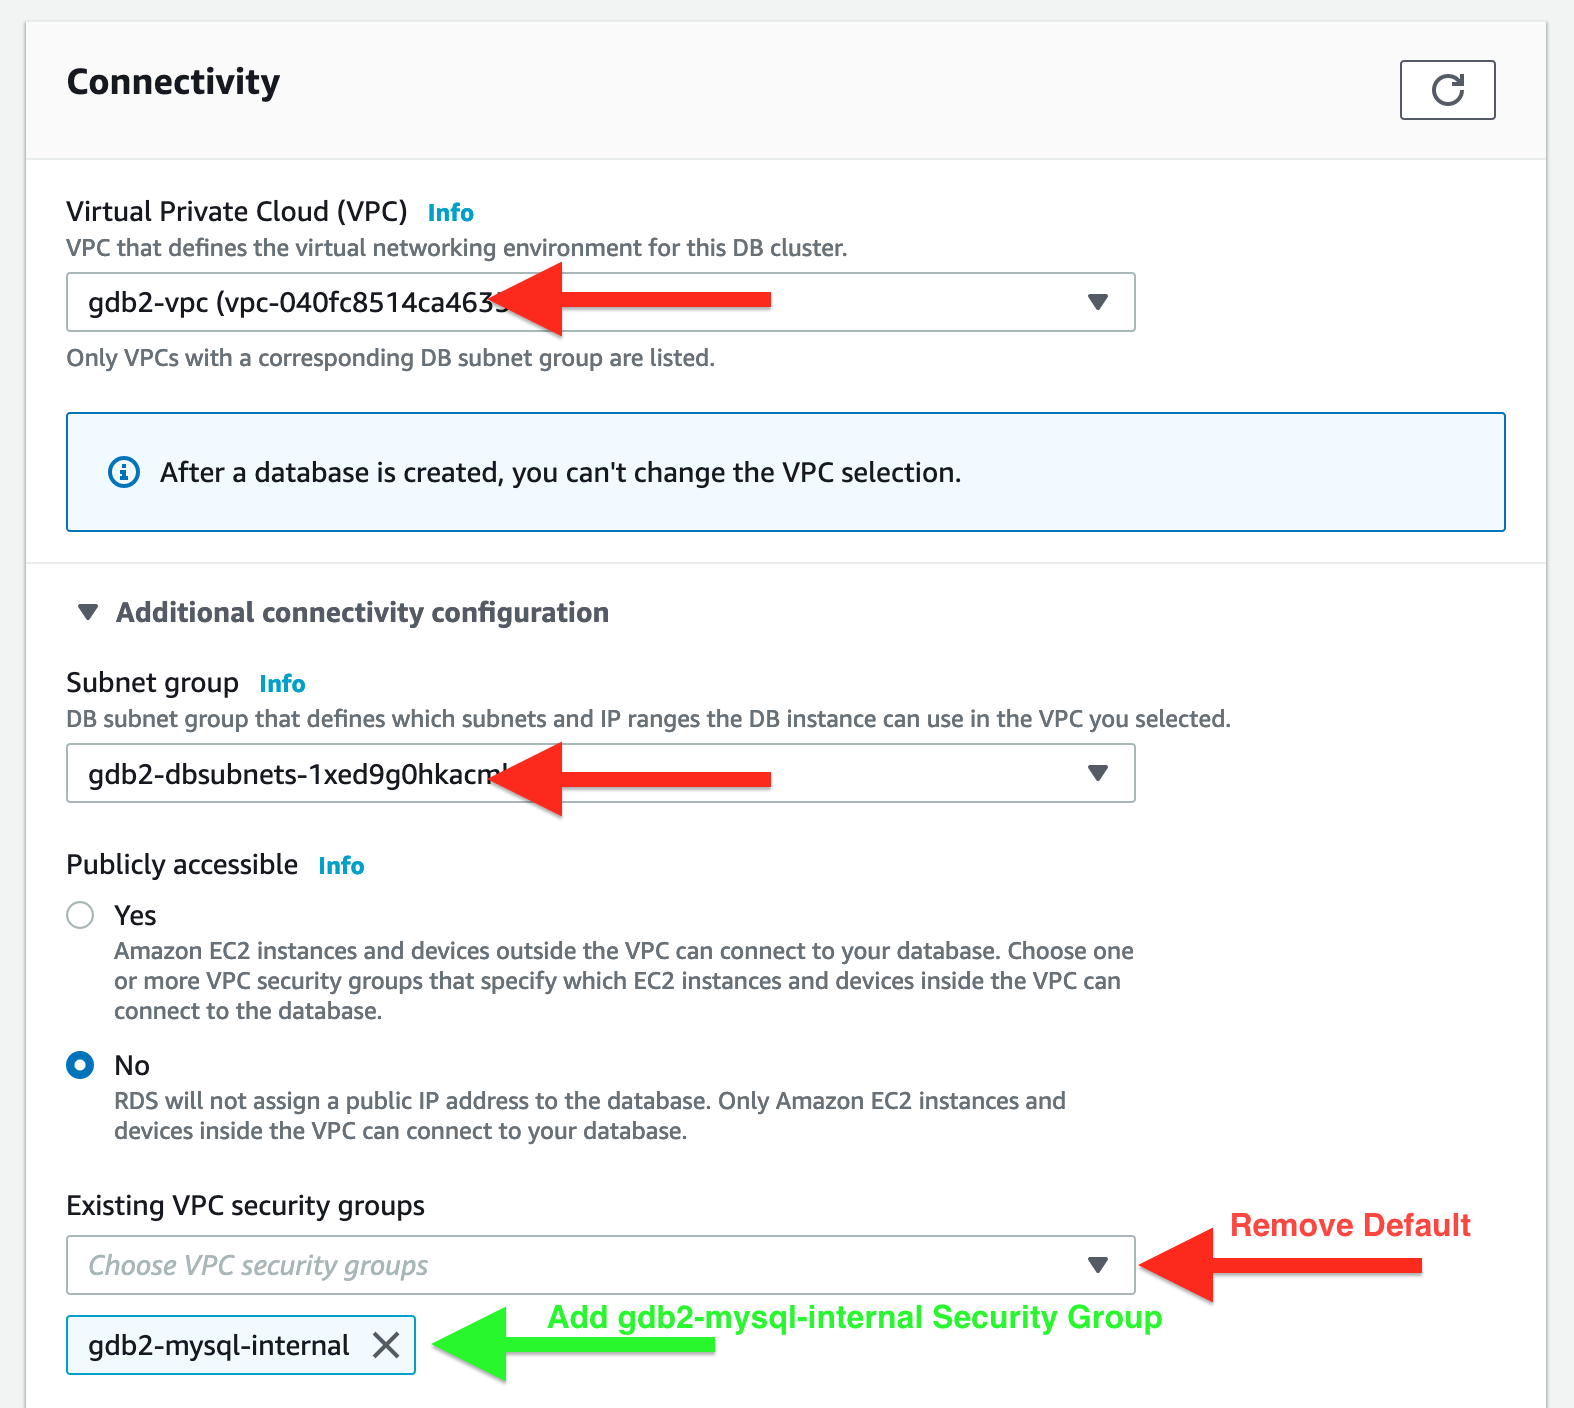 Connectivity
Virtual Private Cloud (VPC) Info
VPC that defines the virtual networking environment for this DB cluster.
gdb2-vpc (vpc-040fc8514ca463
Only VPCs with a corresponding DB subnet group are listed.
After a database is created, you can't change the VPC selection.
Additional connectivity configuration
Subnet group Info
DB subnet group that defines which subnets and IP ranges the DB instance can use in the VPC you selected.
gdb2-dbsubnets-1xed9g0hkacm
Publicly accessible Info
Yes
Amazon EC2 instances and devices outside the VPC can connect to your database. Choose one
or more VPC security groups that specify which EC2 instances and devices inside the VPC can
connect to the database.
No
RDS will not assign a public IP address to the database. Only Amazon EC2 instances and
devices inside the VPC can connect to your database.
Existing VPC security groups
Remove Default
Choose VPC security groups
Add gdb2-mysql-internal Security Group
gdb2-mysql-internal